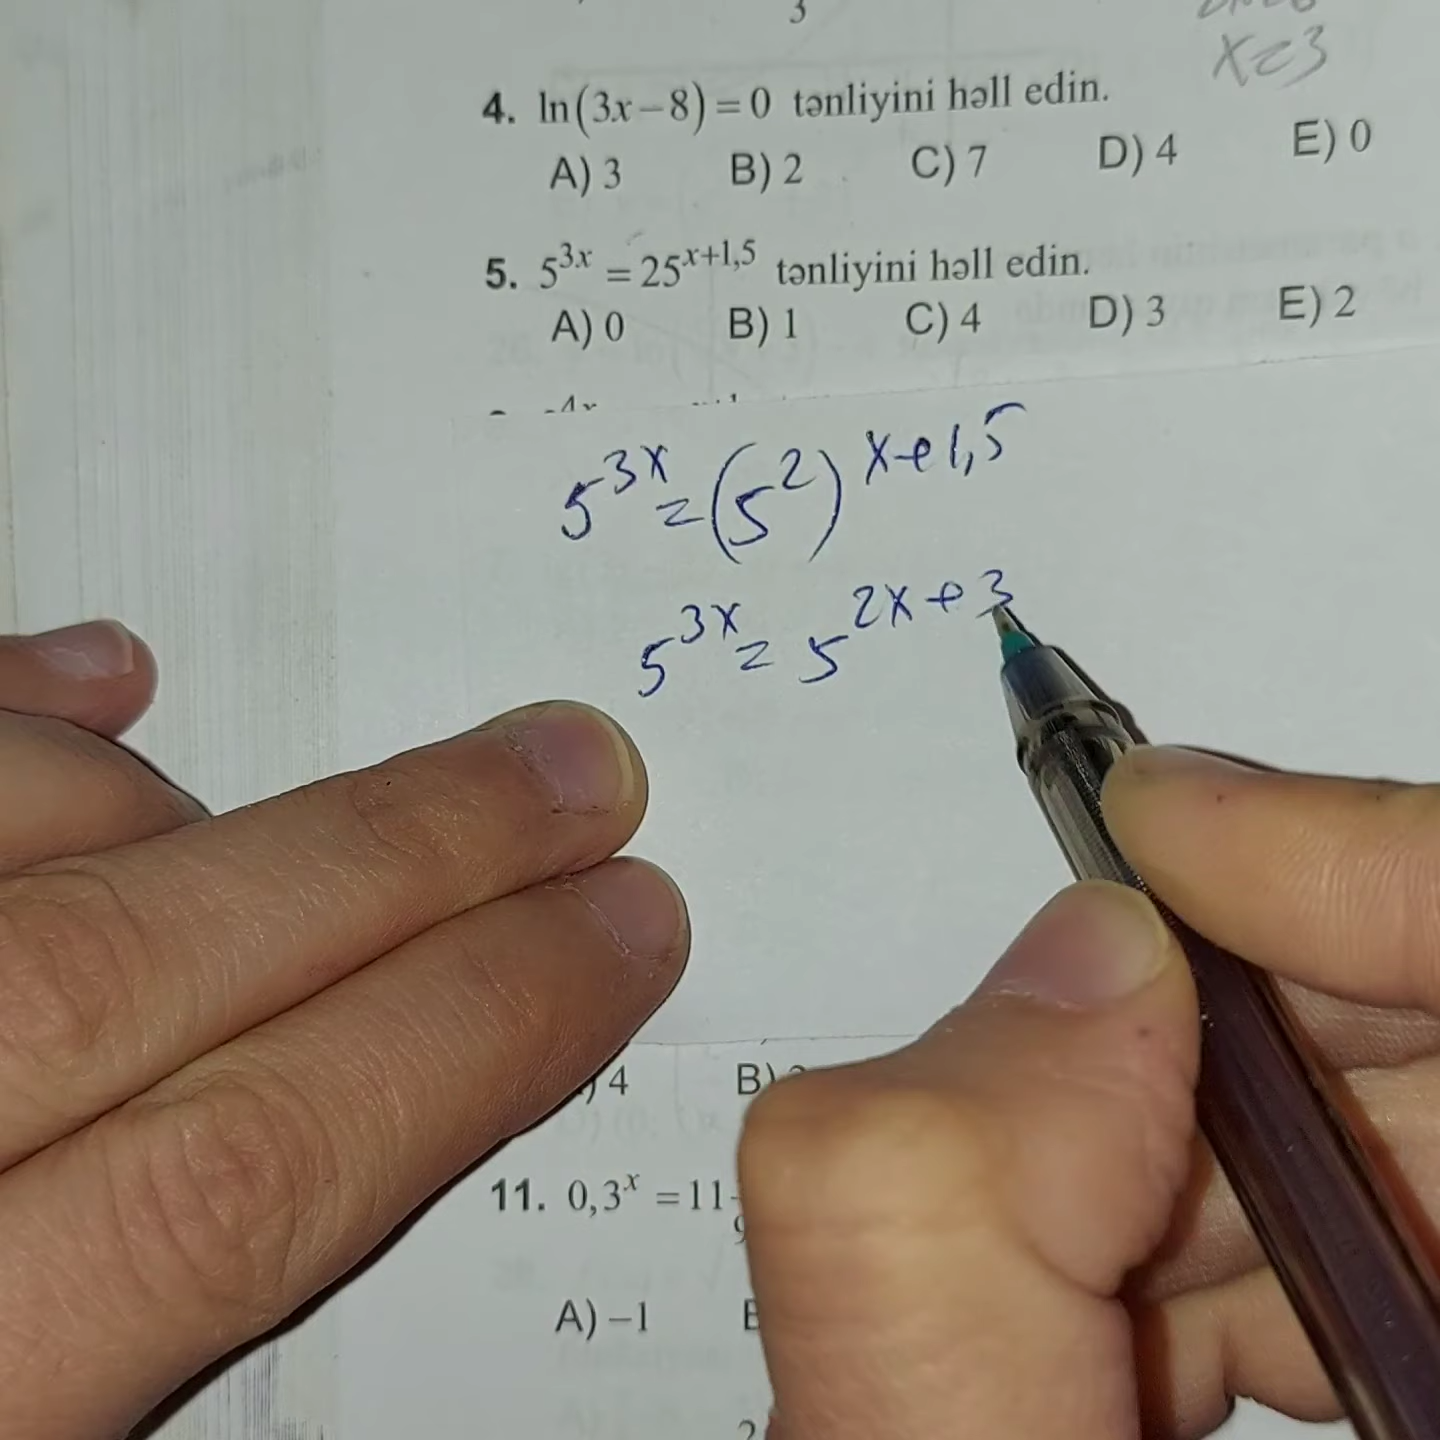 3
x=3
4. ln(3x−8)=0 tənliyini həll edin.
A) 3 B) 2 C) 7 D) 4 E) 0
5. 5^{3x} = 25^{x+1,5} tənliyini həll edin.
A) 0 B) 1 C) 4 D) 3 E) 2
5^{3x} = (5^2)^{x+1,5}
5^{3x} = 5^{2x+3}
) 4 B)
11. 0,3^x = 11
9
A) −1
2